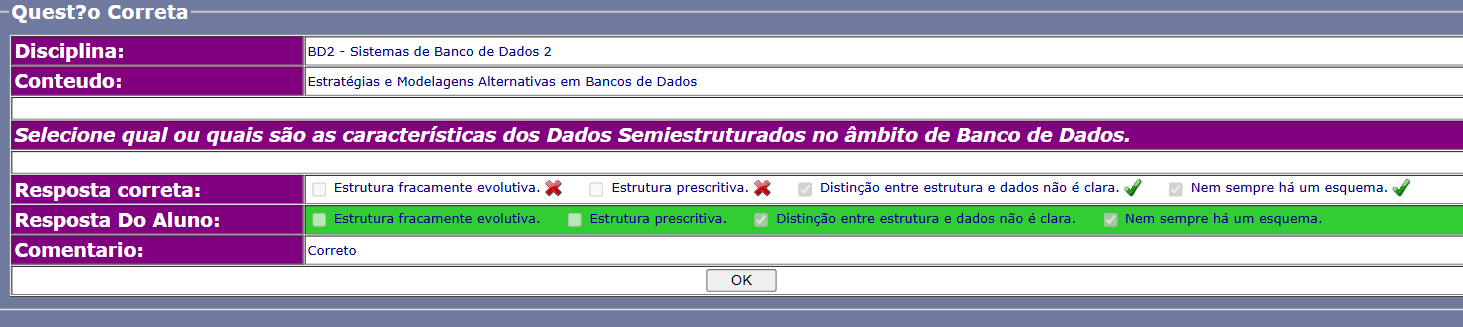 Quest?o Correta
Disciplina: BD2 - Sistemas de Banco de Dados 2
Conteudo: Estratégias e Modelagens Alternativas em Bancos de Dados
Selecione qual ou quais são as características dos Dados Semiestruturados no âmbito de Banco de Dados.
Resposta correta: Estrutura fracamente evolutiva. Estrutura prescritiva. Distinção entre estrutura e dados não é clara. Nem sempre há um esquema.
Resposta Do Aluno: Estrutura fracamente evolutiva. Estrutura prescritiva. Distinção entre estrutura e dados não é clara. Nem sempre há um esquema.
Comentario: Correto
OK